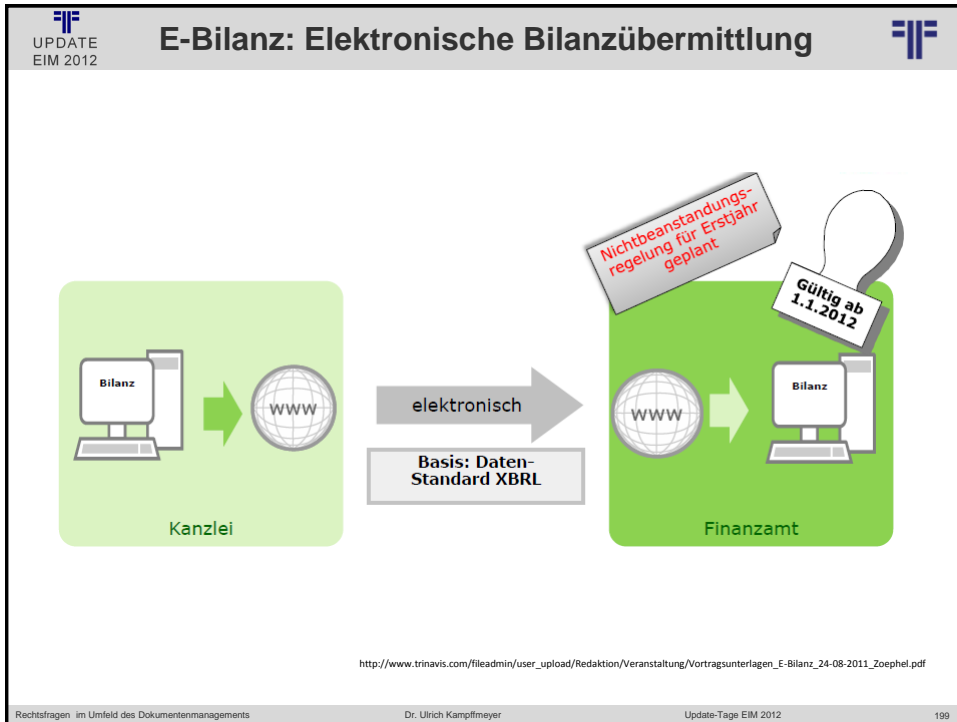 UPDATE
EIM 2012
E-Bilanz: Elektronische Bilanzübermittlung
Nichtbeanstandungs-
regelung für Erstjahr
geplant
Gültig ab
1.1.2012
Bilanz
www
elektronisch
Basis: Daten-
Standard XBRL
www
Bilanz
Kanzlei
Finanzamt
http://www.trinavis.com/fileadmin/user_upload/Redaktion/Veranstaltung/Vortragsunterlagen_E-Bilanz_24-08-2011_Zoephel.pdf
Rechtsfragen im Umfeld des Dokumentenmanagements
Dr. Ulrich Kampffmeyer
Update-Tage EIM 2012
199